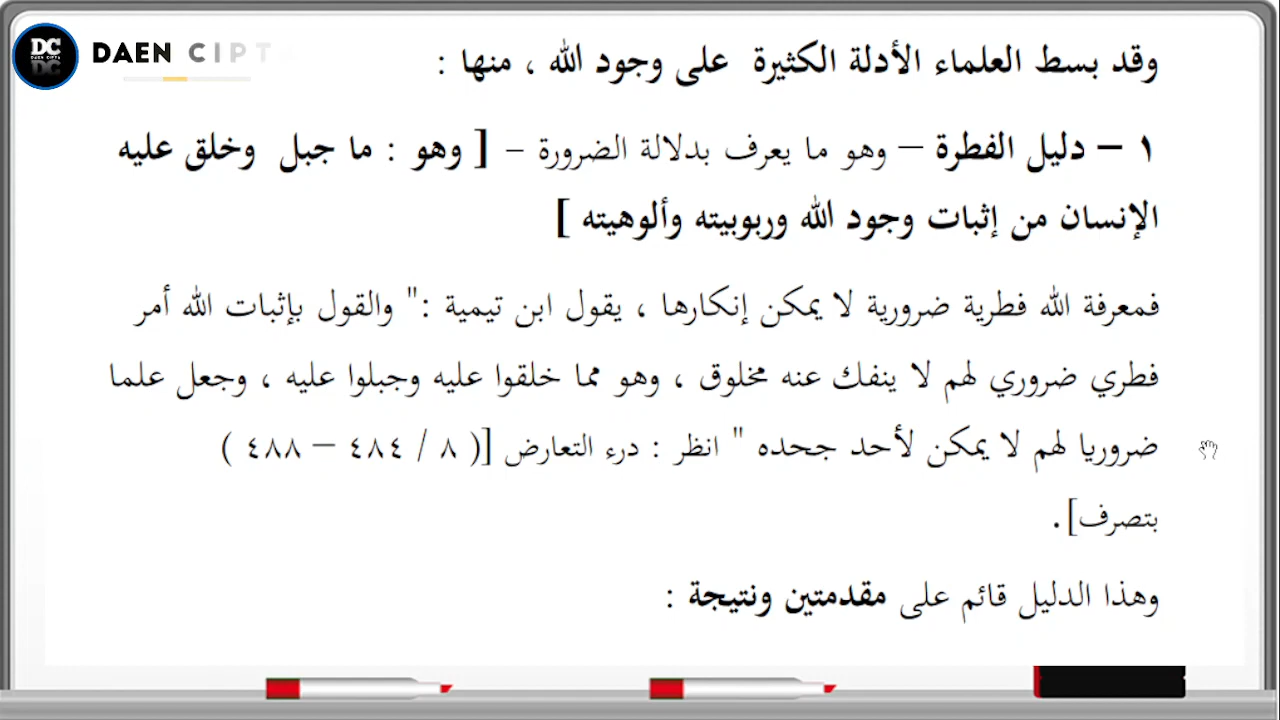 DAEN CIPT
وقد بسط العلماء الأدلة الكثيرة على وجود الله ، منها :
١ – دليل الفطرة – وهو ما يعرف بدلالة الضرورة – [ وهو : ما جبل وخلق عليه
الإنسان من إثبات وجود الله وربوبيته وألوهيته ]
فمعرفة الله فطرية ضرورية لا يمكن إنكارها ، يقول ابن تيمية :" والقول بإثبات الله أمر
فطري ضروري لهم لا ينفك عنه مخلوق ، وهو مما خلقوا عليه وجبلوا عليه ، وجعل علما
ضروريا لهم لا يمكن لأحد جحده " انظر : درء التعارض [( ٨ / ٤٨٤ – ٤٨٨ )
بتصرف].
وهذا الدليل قائم على مقدمتين ونتيجة :